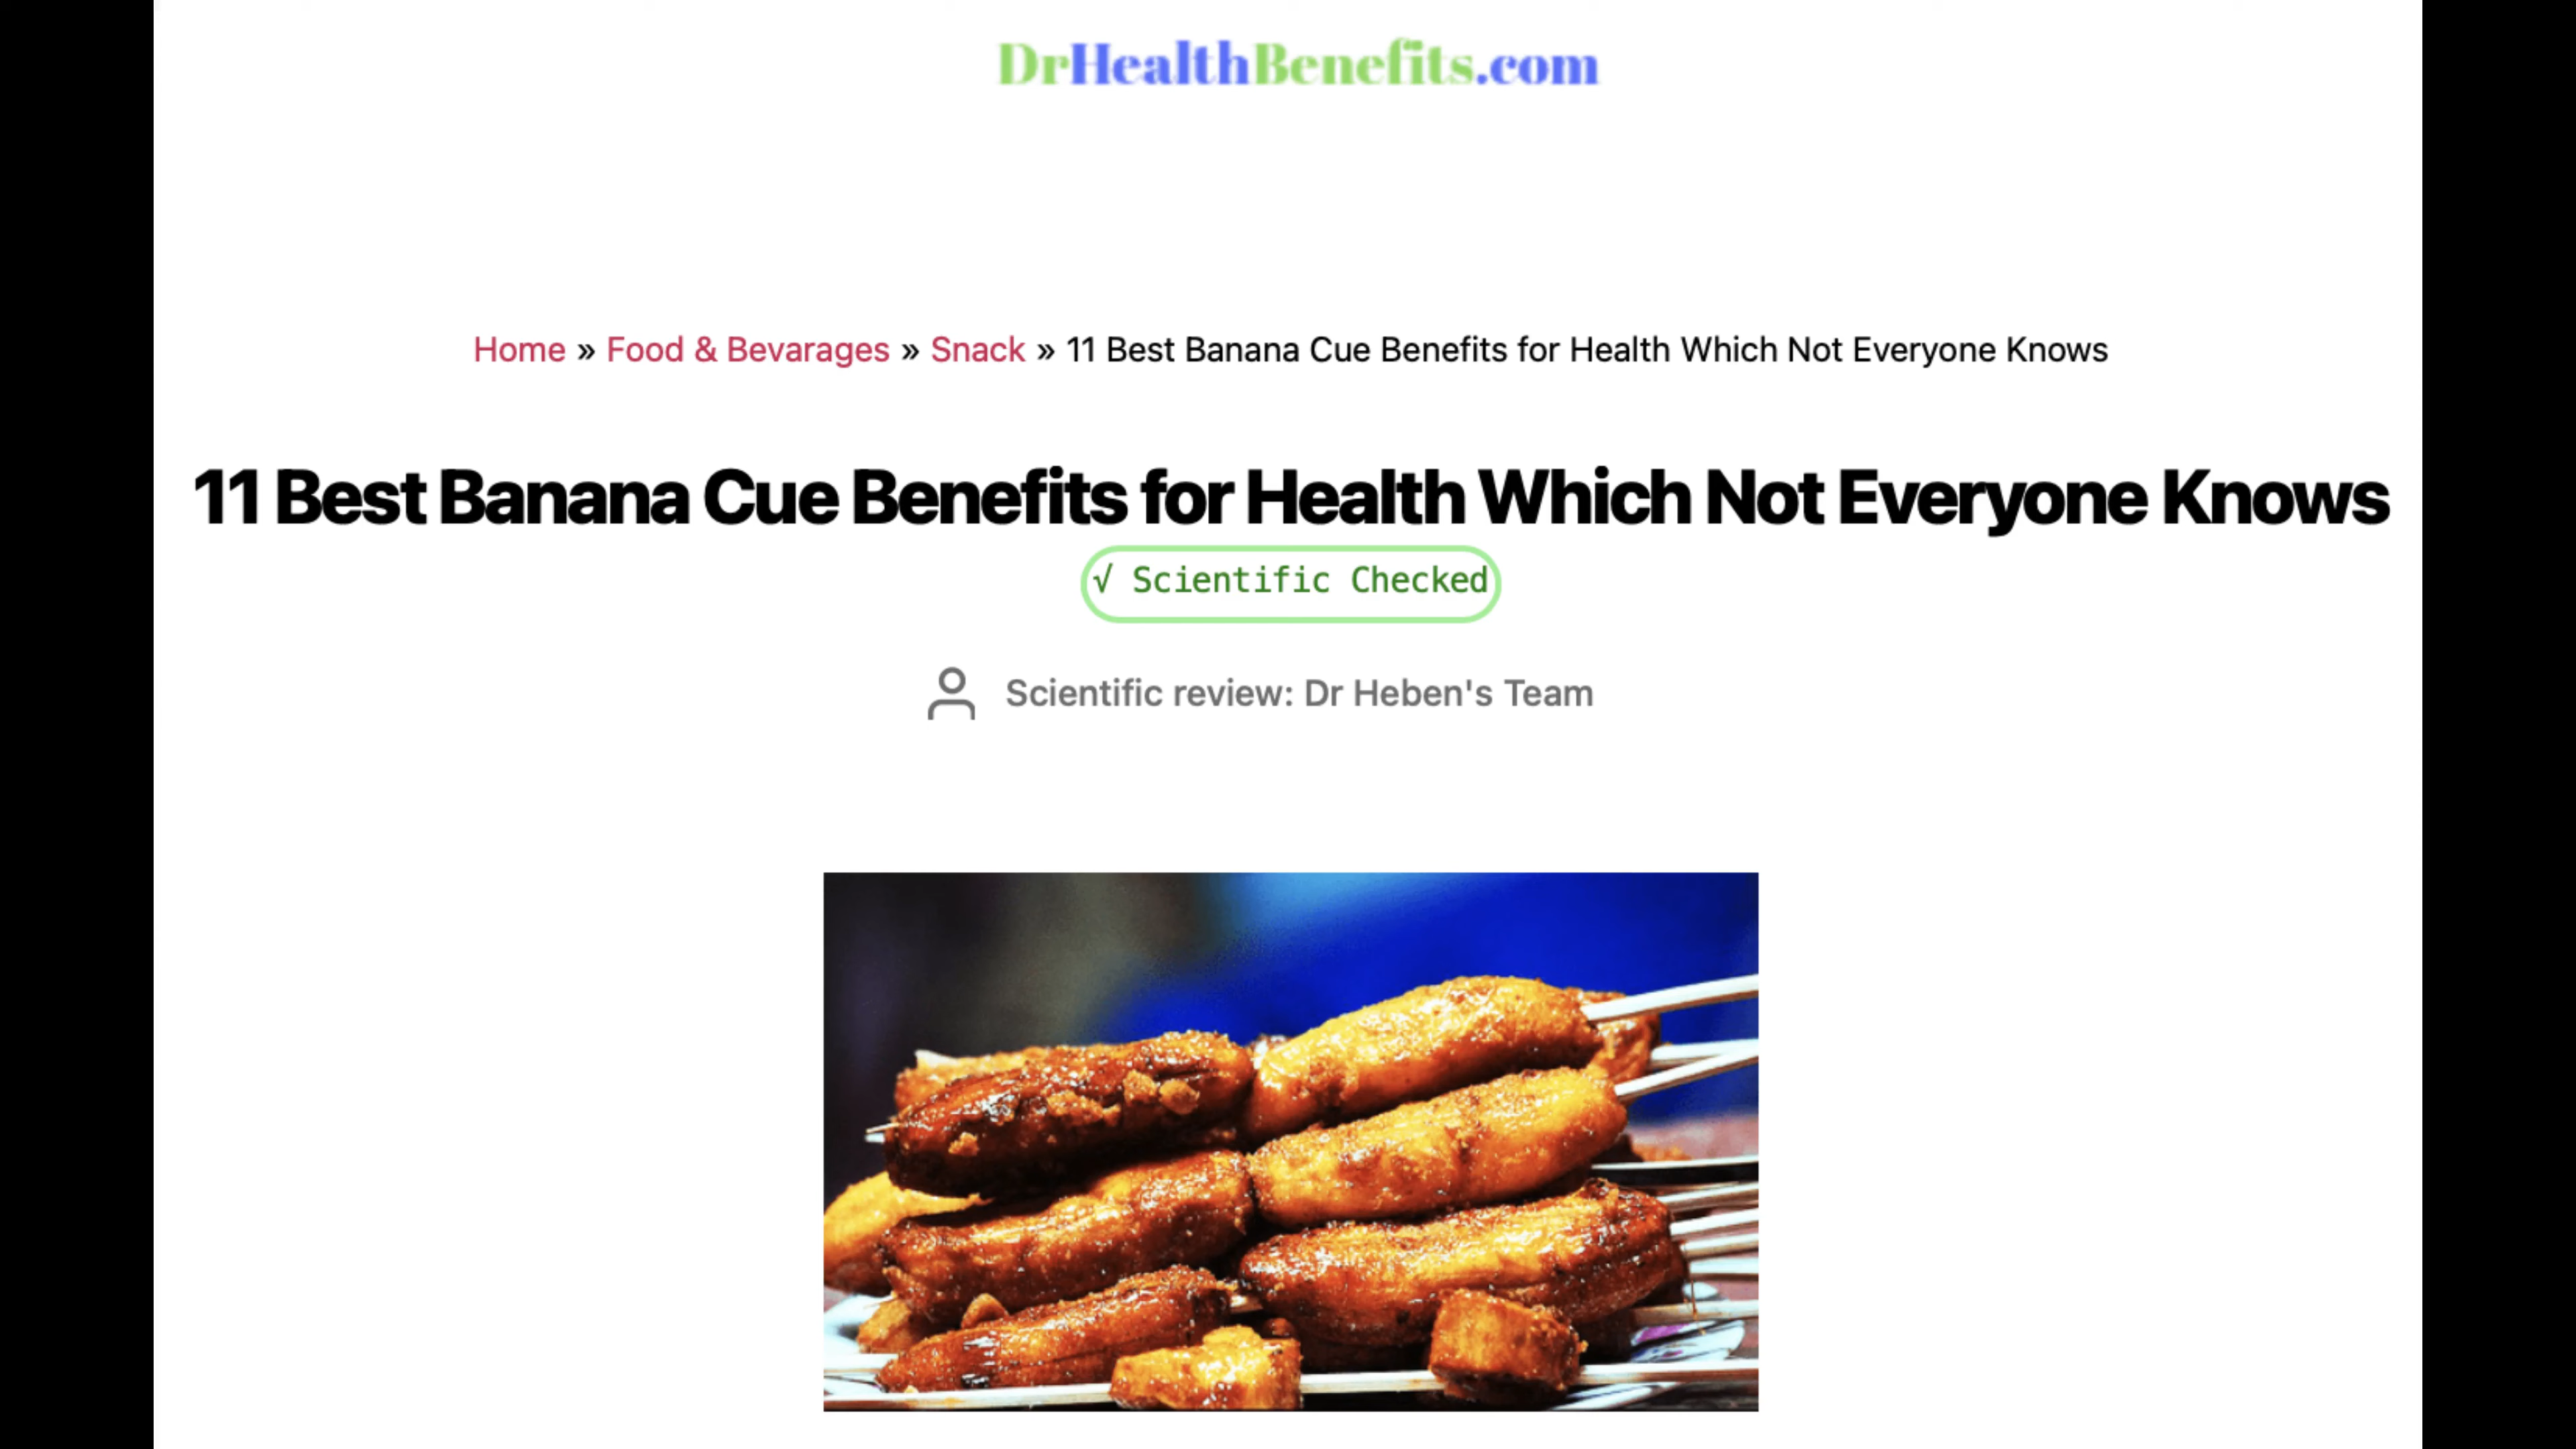 DrHealthBenefits.com
Home » Food & Bevarages » Snack » 11 Best Banana Cue Benefits for Health Which Not Everyone Knows
11 Best Banana Cue Benefits for Health Which Not Everyone Knows
√ Scientific Checked
Scientific review: Dr Heben's Team